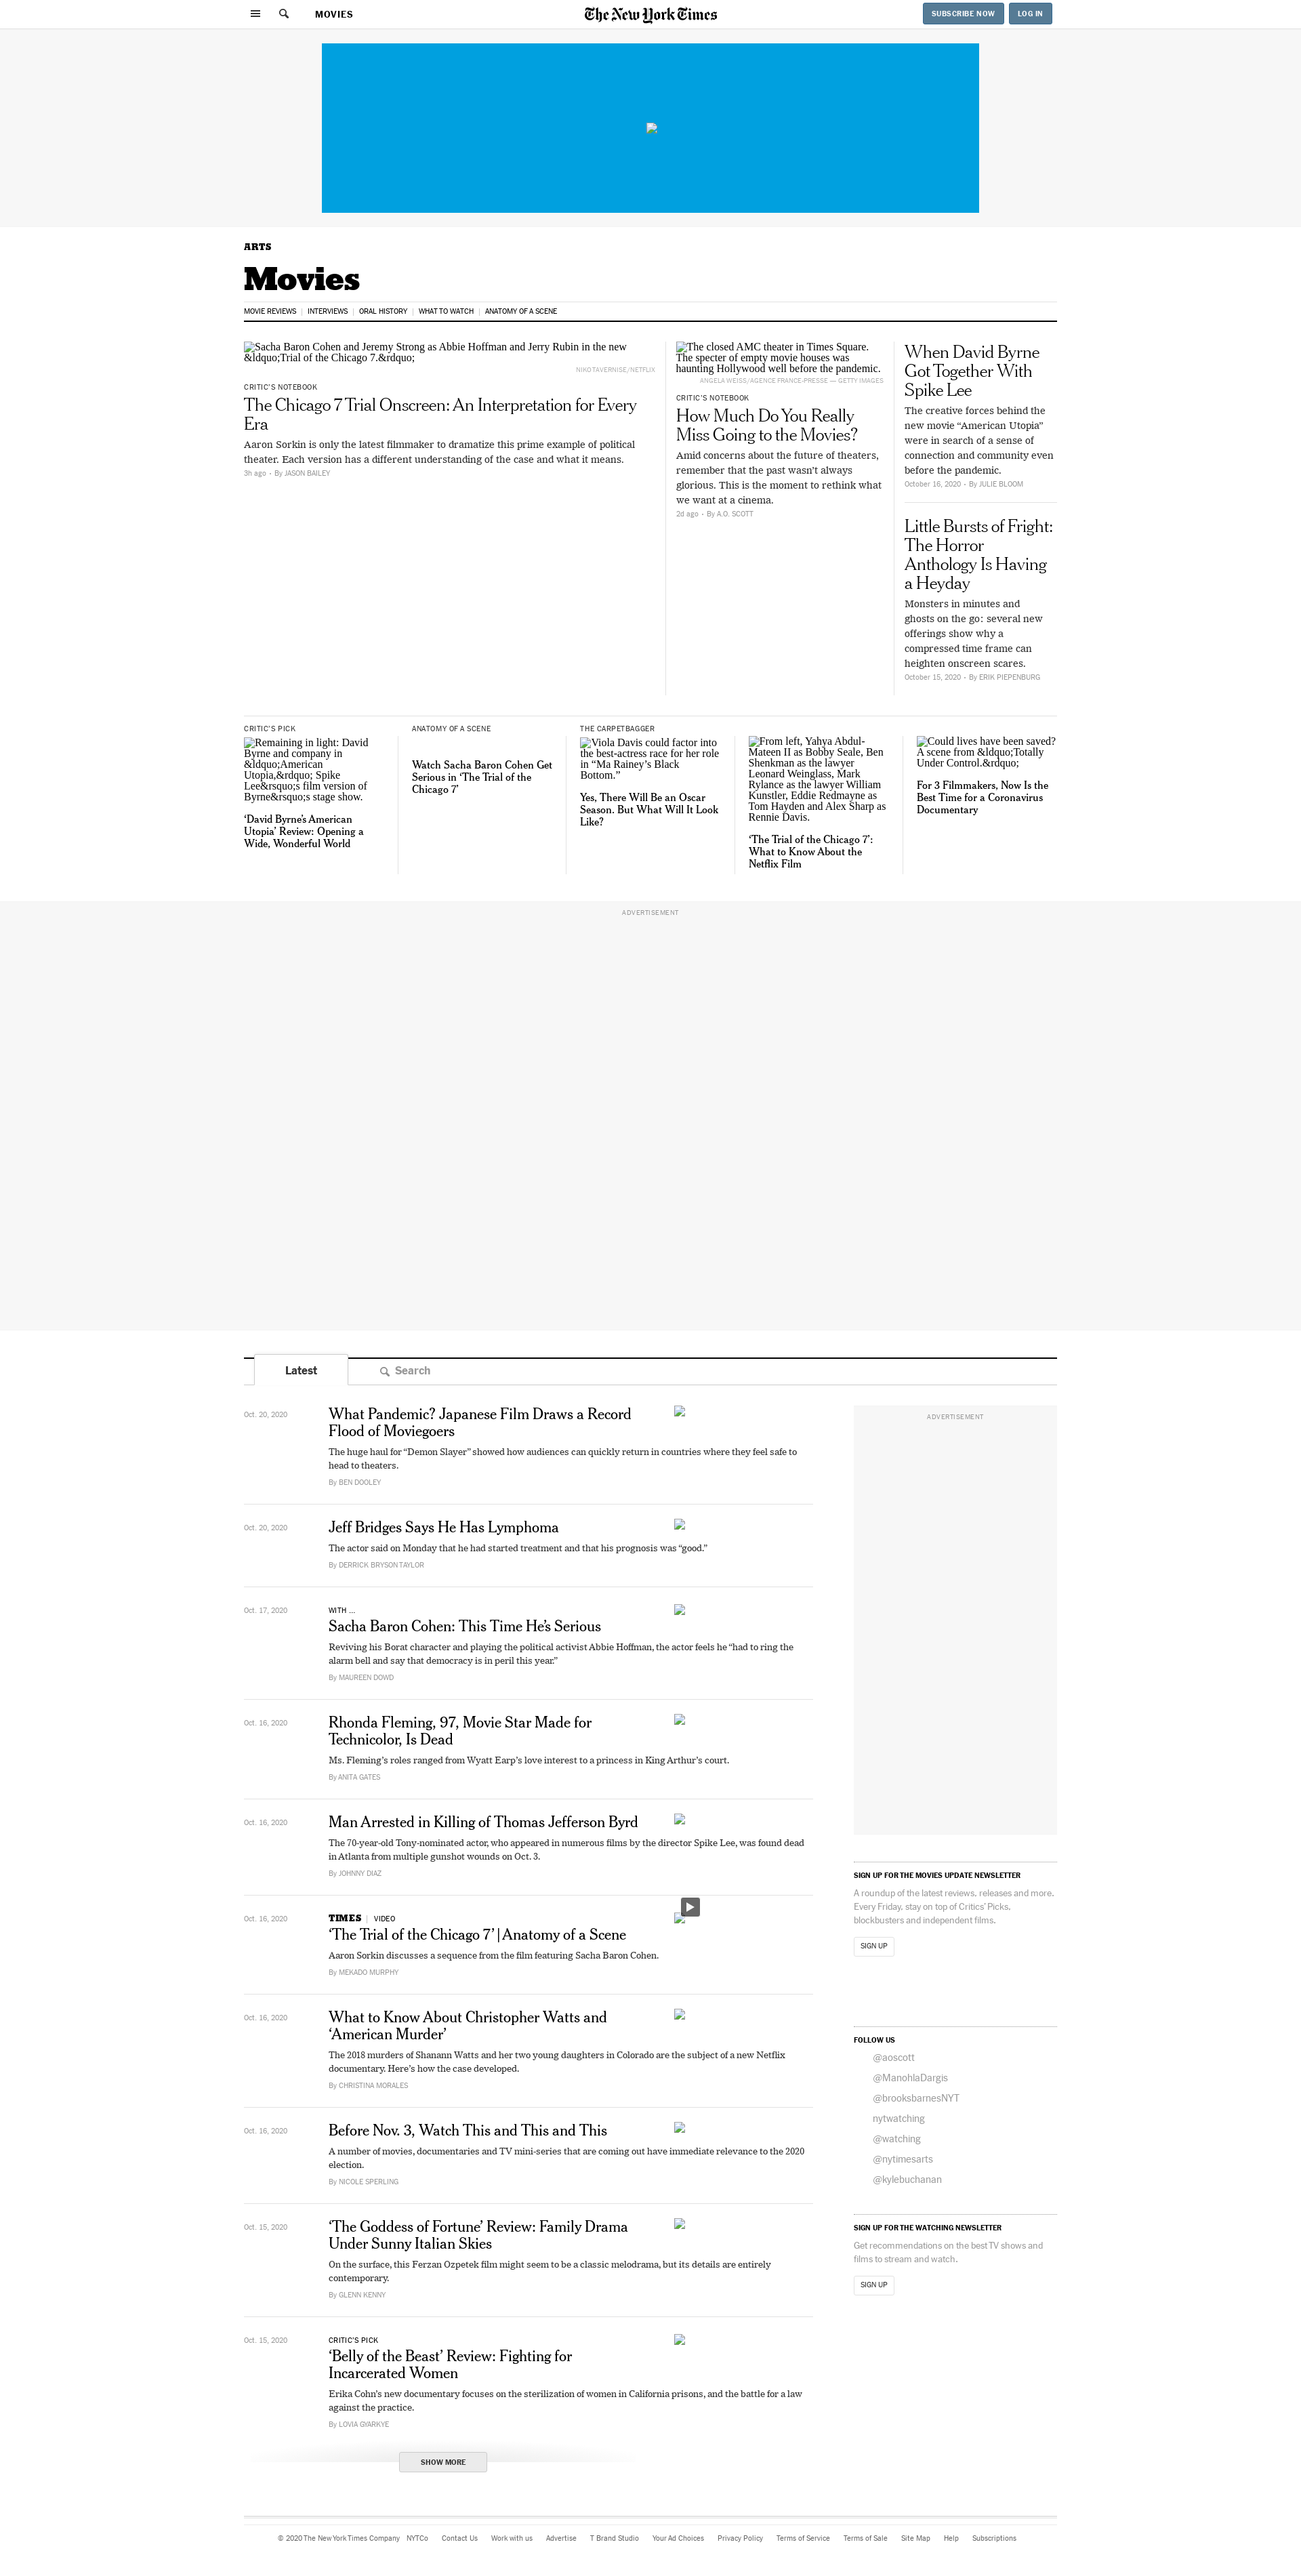 MOVIES
The New York Times
SUBSCRIBE NOW
LOG IN
ARTS
Movies
MOVIE REVIEWS
INTERVIEWS
ORAL HISTORY
WHAT TO WATCH
ANATOMY OF A SCENE
Sacha Baron Cohen and Jeremy Strong as Abbie Hoffman and Jerry Rubin in the new
&ldquo;Trial of the Chicago 7.&rdquo;
NIKO TAVERNISE/NETFLIX
CRITIC'S NOTEBOOK
The Chicago 7 Trial Onscreen: An Interpretation for Every
Era
Aaron Sorkin is only the latest filmmaker to dramatize this prime example of political
theater. Each version has a different understanding of the case and what it means.
3h ago • By JASON BAILEY
The closed AMC theater in Times Square.
The specter of empty movie houses was
haunting Hollywood well before the pandemic.
ANGELA WEISS/AGENCE FRANCE-PRESSE — GETTY IMAGES
CRITIC'S NOTEBOOK
How Much Do You Really
Miss Going to the Movies?
Amid concerns about the future of theaters,
remember that the past wasn't always
glorious. This is the moment to rethink what
we want at a cinema.
2d ago • By A.O. SCOTT
When David Byrne
Got Together With
Spike Lee
The creative forces behind the
new movie "American Utopia"
were in search of a sense of
connection and community even
before the pandemic.
October 16, 2020 • By JULIE BLOOM
Little Bursts of Fright:
The Horror
Anthology Is Having
a Heyday
Monsters in minutes and
ghosts on the go: several new
offerings show why a
compressed time frame can
heighten onscreen scares.
October 15, 2020 • By ERIK PIEPENBURG
CRITIC'S PICK
Remaining in light: David
Byrne and company in
&ldquo;American
Utopia,&rdquo; Spike
Lee&rsquo;s film version of
Byrne&rsquo;s stage show.
‘David Byrne’s American
Utopia’ Review: Opening a
Wide, Wonderful World
ANATOMY OF A SCENE
Watch Sacha Baron Cohen Get
Serious in ‘The Trial of the
Chicago 7’
THE CARPETBAGGER
Viola Davis could factor into
the best-actress race for her role
in “Ma Rainey’s Black
Bottom.”
Yes, There Will Be an Oscar
Season. But What Will It Look
Like?
From left, Yahya Abdul-
Mateen II as Bobby Seale, Ben
Shenkman as the lawyer
Leonard Weinglass, Mark
Rylance as the lawyer William
Kunstler, Eddie Redmayne as
Tom Hayden and Alex Sharp as
Rennie Davis.
‘The Trial of the Chicago 7’:
What to Know About the
Netflix Film
Could lives have been saved?
A scene from &ldquo;Totally
Under Control.&rdquo;
For 3 Filmmakers, Now Is the
Best Time for a Coronavirus
Documentary
ADVERTISEMENT
Latest
Search
Oct. 20, 2020
What Pandemic? Japanese Film Draws a Record
Flood of Moviegoers
The huge haul for “Demon Slayer” showed how audiences can quickly return in countries where they feel safe to
head to theaters.
By BEN DOOLEY
Oct. 20, 2020
Jeff Bridges Says He Has Lymphoma
The actor said on Monday that he had started treatment and that his prognosis was “good.”
By DERRICK BRYSON TAYLOR
Oct. 17, 2020
WITH ...
Sacha Baron Cohen: This Time He’s Serious
Reviving his Borat character and playing the political activist Abbie Hoffman, the actor feels he “had to ring the
alarm bell and say that democracy is in peril this year.”
By MAUREEN DOWD
Oct. 16, 2020
Rhonda Fleming, 97, Movie Star Made for
Technicolor, Is Dead
Ms. Fleming’s roles ranged from Wyatt Earp’s love interest to a princess in King Arthur’s court.
By ANITA GATES
Oct. 16, 2020
Man Arrested in Killing of Thomas Jefferson Byrd
The 70-year-old Tony-nominated actor, who appeared in numerous films by the director Spike Lee, was found dead
in Atlanta from multiple gunshot wounds on Oct. 3.
By JOHNNY DIAZ
Oct. 16, 2020
TIMES | VIDEO
‘The Trial of the Chicago 7’ | Anatomy of a Scene
Aaron Sorkin discusses a sequence from the film featuring Sacha Baron Cohen.
By MEKADO MURPHY
Oct. 16, 2020
What to Know About Christopher Watts and
‘American Murder’
The 2018 murders of Shanann Watts and her two young daughters in Colorado are the subject of a new Netflix
documentary. Here’s how the case developed.
By CHRISTINA MORALES
Oct. 16, 2020
Before Nov. 3, Watch This and This and This
A number of movies, documentaries and TV mini-series that are coming out have immediate relevance to the 2020
election.
By NICOLE SPERLING
Oct. 15, 2020
‘The Goddess of Fortune’ Review: Family Drama
Under Sunny Italian Skies
On the surface, this Ferzan Ozpetek film might seem to be a classic melodrama, but its details are entirely
contemporary.
By GLENN KENNY
Oct. 15, 2020
CRITIC’S PICK
‘Belly of the Beast’ Review: Fighting for
Incarcerated Women
Erika Cohn’s new documentary focuses on the sterilization of women in California prisons, and the battle for a law
against the practice.
By LOVIA GYARKYE
SHOW MORE
ADVERTISEMENT
SIGN UP FOR THE MOVIES UPDATE NEWSLETTER
A roundup of the latest reviews, releases and more.
Every Friday, stay on top of Critics’ Picks,
blockbusters and independent films.
SIGN UP
FOLLOW US
@aoscott
@ManohlaDargis
@brooksbarnesNYT
nytwatching
@watching
@nytimesarts
@kylebuchanan
SIGN UP FOR THE WATCHING NEWSLETTER
Get recommendations on the best TV shows and
films to stream and watch.
SIGN UP
© 2020 The New York Times Company NYTCo Contact Us Work with us Advertise T Brand Studio Your Ad Choices Privacy Policy Terms of Service Terms of Sale Site Map Help Subscriptions